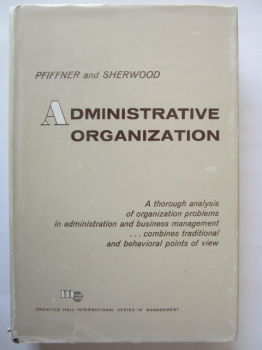 PFIFFNER and SHERWOOD
ADMINISTRATIVE
ORGANIZATION
A thorough analysis
of organization problems
in administration and business management
... combines traditional
and behavioral points of view
PRENTICE-HALL INTERNATIONAL SERIES IN MANAGEMENT